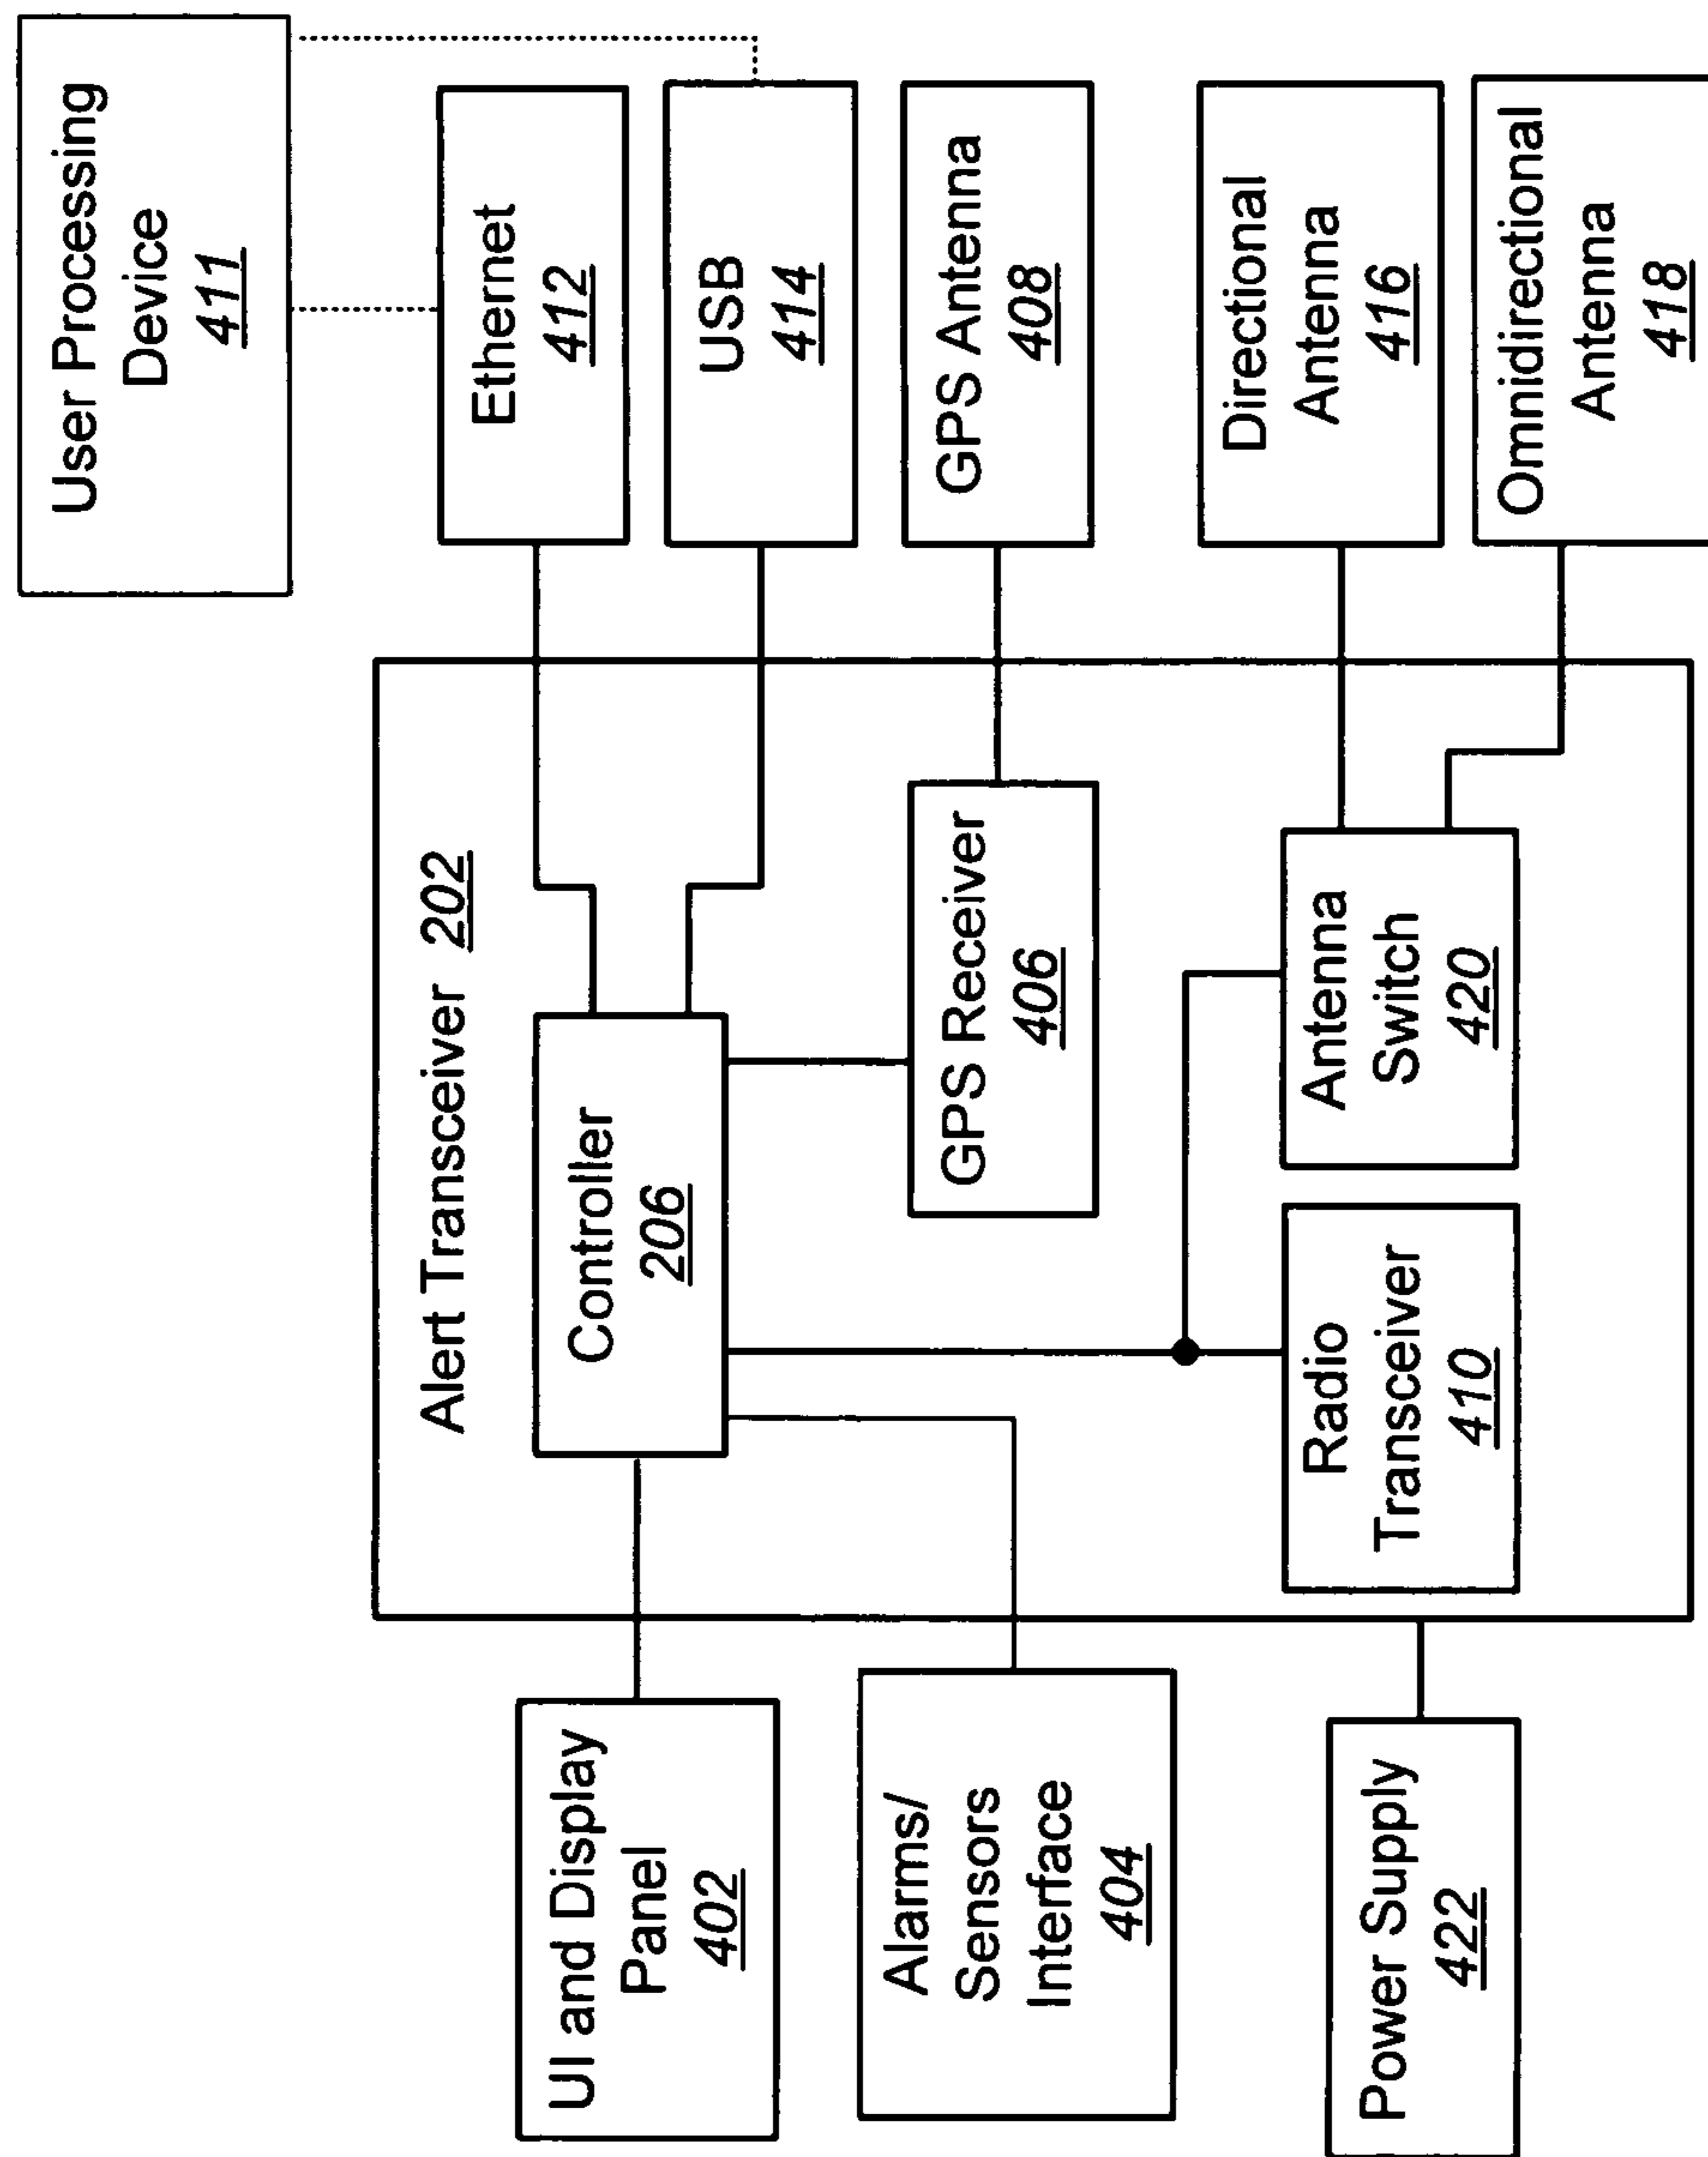 User Processing
Device
411
Ethernet
412
USB
414
GPS Antenna
408
Directional
Antenna
416
Omnidirectional
Antenna
418
Alert Transceiver 202
Controller
206
GPS Receiver
406
Antenna
Switch
420
Radio
Transceiver
410
UI and Display
Panel
402
Alarms/
Sensors
Interface
404
Power Supply
422